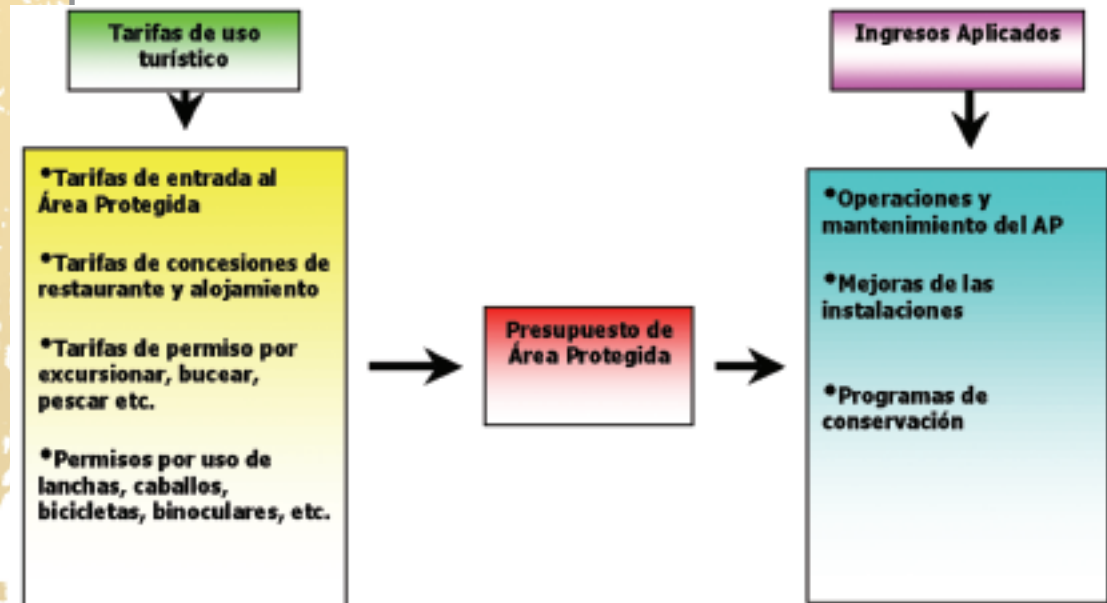 Tarifas de uso
turístico
•Tarifas de entrada al
Área Protegida
•Tarifas de concesiones de
restaurante y alojamiento
•Tarifas de permiso por
excursionar, bucear,
pescar etc.
•Permisos por uso de
lanchas, caballos,
bicicletas, binoculares, etc.
Presupuesto de
Área Protegida
Ingresos Aplicados
•Operaciones y
mantenimiento del AP
•Mejoras de las
instalaciones
•Programas de
conservación